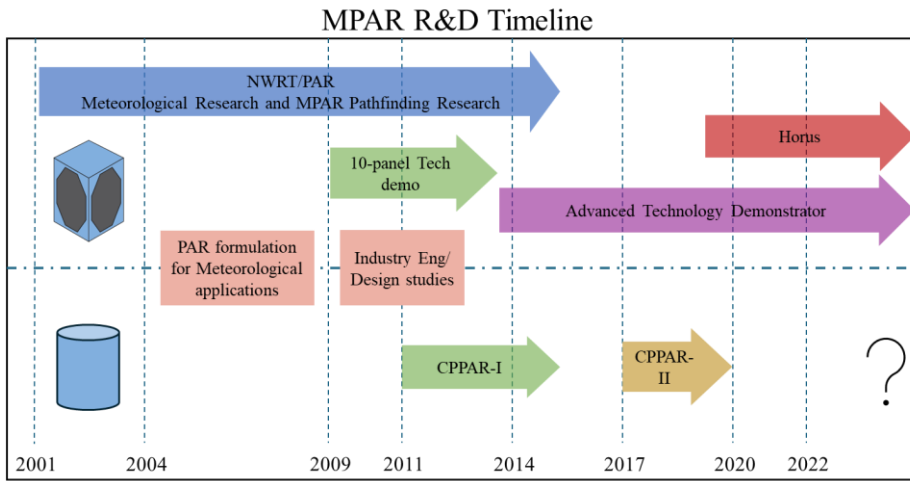 MPAR R&D Timeline
NWRT/PAR
Meteorological Research and MPAR Pathfinding Research
Horus
10-panel Tech
demo
Advanced Technology Demonstrator
PAR formulation
for Meteorological
applications
Industry Eng/
Design studies
CPPAR-I
CPPAR-
II
?
2001
2004
2009
2011
2014
2017
2020
2022